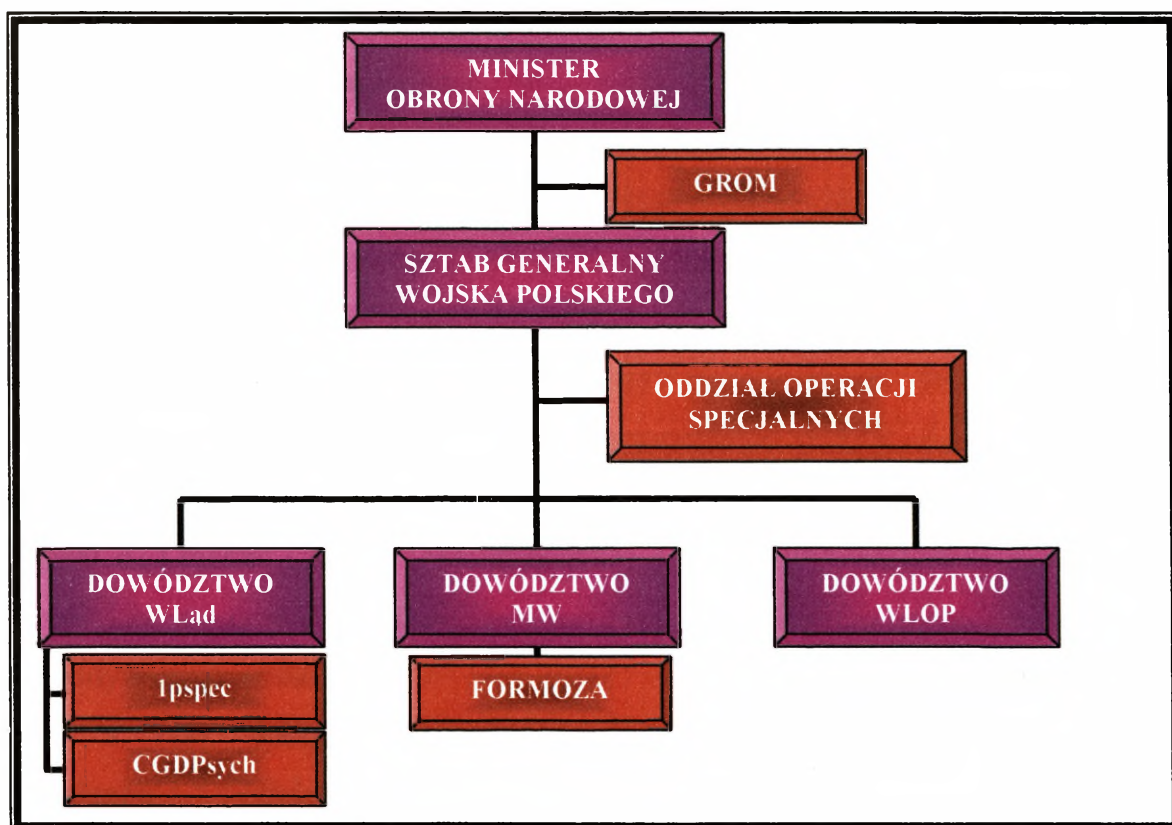 MINISTER
OBRONY NARODOWEJ
GROM
SZTAB GENERALNY
WOJSKA POLSKIEGO
ODDZIAŁ OPERACJI
SPECJALNYCH
DOWÓDZTWO
WLąd
DOWÓDZTWO
MW
DOWÓDZTWO
WLOP
1pspec
FORMOZA
CGDPsych